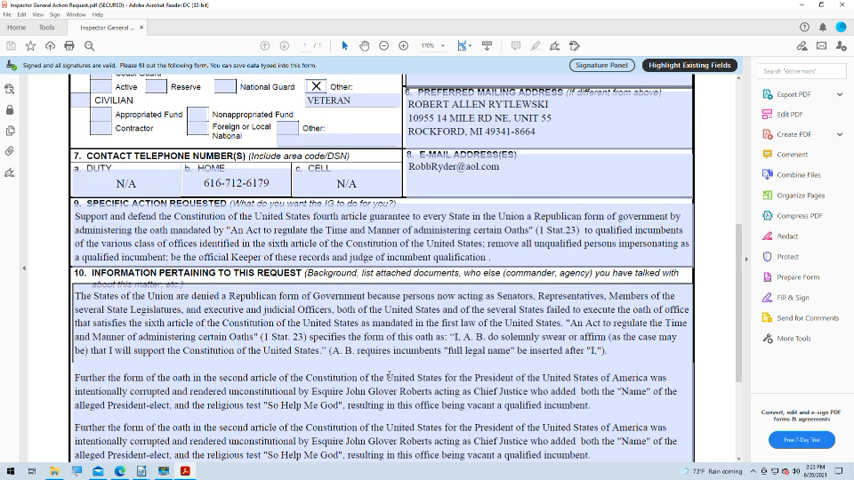 Inspector General Action Request.pdf (SECURED) - Adobe Acrobat Reader DC (32-bit)
File Edit View Sign Window Help
Home Tools Inspector General ...
1 / 1
170%
Signed and all signatures are valid. Please fill out the following form. You can save data typed into this form.
Signature Panel
Highlight Existing Fields
Coast Guard
Active
Reserve
National Guard
Other:
CIVILIAN
VETERAN
Appropriated Fund
Nonappropriated Fund
Contractor
Foreign or Local National
Other:
6. PREFERRED MAILING ADDRESS (If different from above)
ROBERT ALLEN RYTLEWSKI
10955 14 MILE RD NE, UNIT 55
ROCKFORD, MI 49341-8664
7. CONTACT TELEPHONE NUMBER(S) (Include area code/DSN)
a. DUTY
N/A
b. HOME
616-712-6179
c. CELL
N/A
8. E-MAIL ADDRESS(ES)
RobbRyder@aol.com
9. SPECIFIC ACTION REQUESTED (What do you want the IG to do for you?)
Support and defend the Constitution of the United States fourth article guarantee to every State in the Union a Republican form of government by
administering the oath mandated by "An Act to regulate the Time and Manner of administering certain Oaths" (1 Stat.23) to qualified incumbents
of the various class of offices identified in the sixth article of the Constitution of the United States; remove all unqualified persons impersonating as
a qualified incumbent; be the official Keeper of these records and judge of incumbent qualification .
10. INFORMATION PERTAINING TO THIS REQUEST (Background, list attached documents, who else (commander, agency) you have talked with
about this matter, etc.)
The States of the Union are denied a Republican form of Government because persons now acting as Senators, Representatives, Members of the
several State Legislatures, and executive and judicial Officers, both of the United States and of the several States failed to execute the oath of office
that satisfies the sixth article of the Constitution of the United States as mandated in the first law of the United States. "An Act to regulate the Time
and Manner of administering certain Oaths" (1 Stat. 23) specifies the form of this oath as: "I, A. B. do solemnly swear or affirm (as the case may
be) that I will support the Constitution of the United States." (A. B. requires incumbents "full legal name" be inserted after "I,").
Further the form of the oath in the second article of the Constitution of the United States for the President of the United States of America was
intentionally corrupted and rendered unconstitutional by Esquire John Glover Roberts acting as Chief Justice who added both the "Name" of the
alleged President-elect, and the religious test "So Help Me God", resulting in this office being vacant a qualified incumbent.
Further the form of the oath in the second article of the Constitution of the United States for the President of the United States of America was
intentionally corrupted and rendered unconstitutional by Esquire John Glover Roberts acting as Chief Justice who added both the "Name" of the
alleged President-elect, and the religious test "So Help Me God", resulting in this office being vacant a qualified incumbent.
Export PDF
Edit PDF
Create PDF
Comment
Combine Files
Organize Pages
Compress PDF
Redact
Protect
Prepare Form
Fill & Sign
Send for Comments
More Tools
Convert, edit and e-sign PDF
forms & agreements
Free 7-Day Trial
73°F Rain coming
2:23 PM